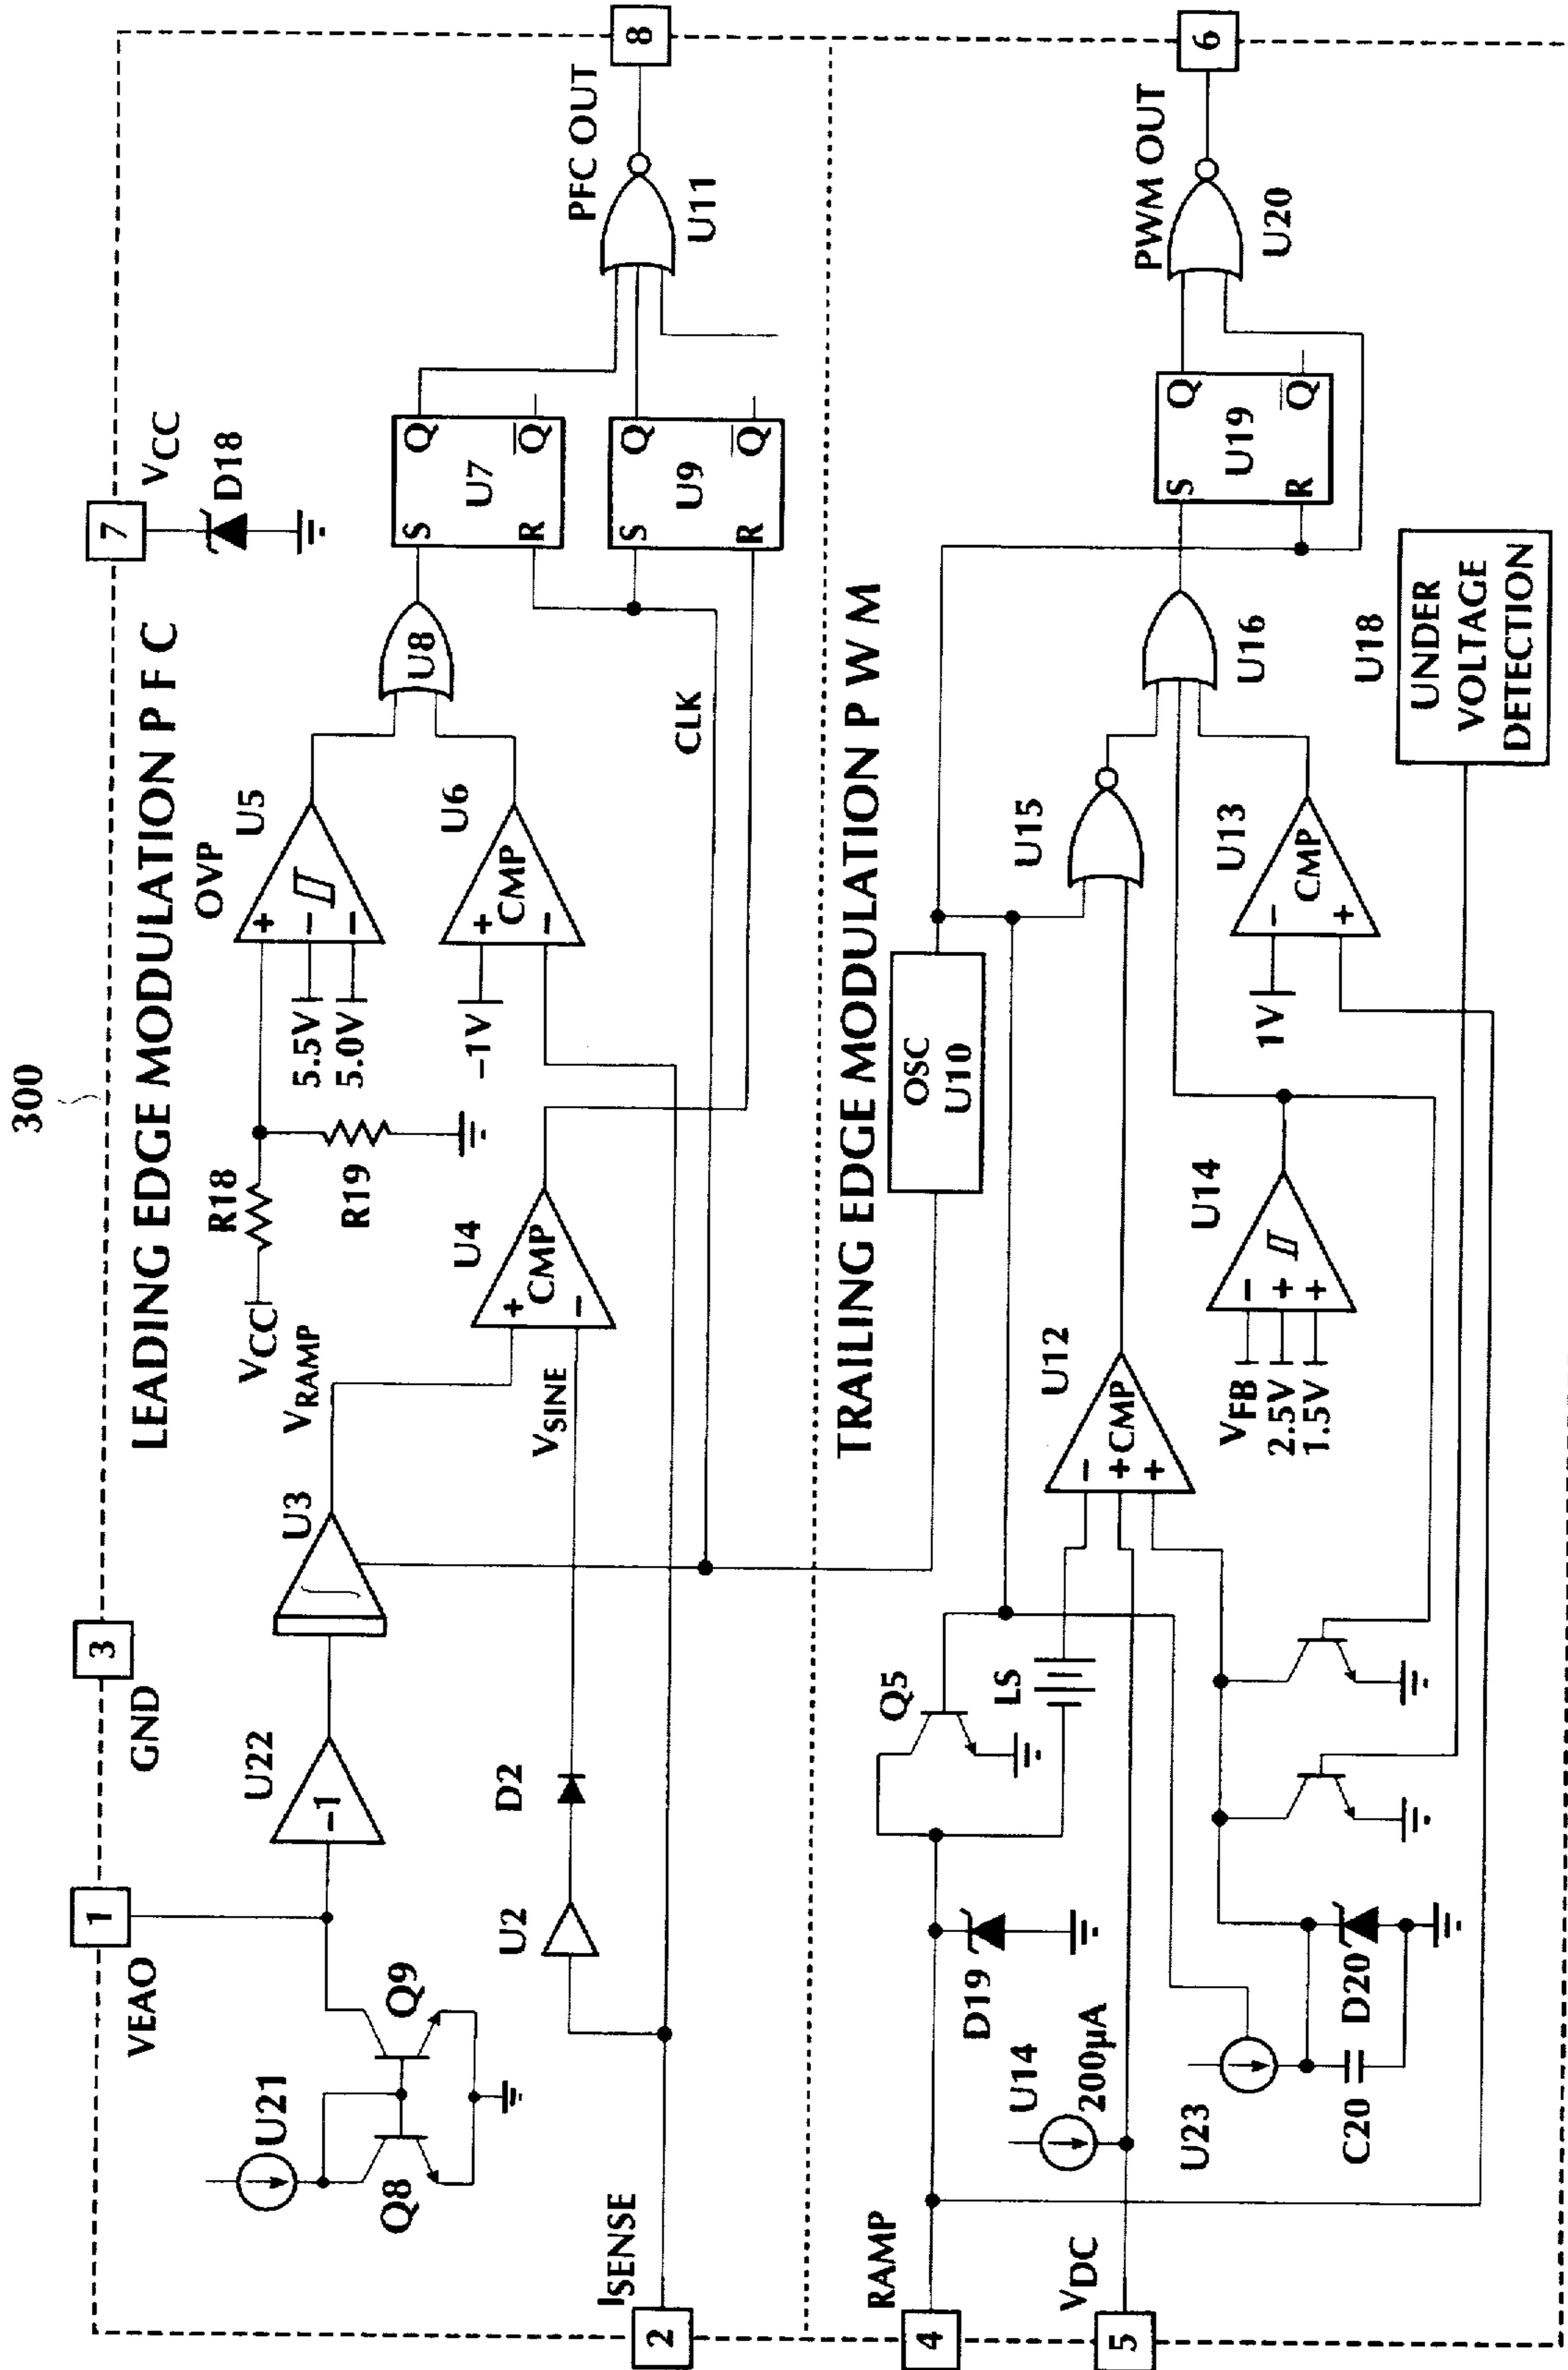 300
3
GND
7
VCC
D18
1
VEAO
LEADING EDGE MODULATION P F C
U21
Q8
Q9
U22
−1
U3
VRAMP
VCC
R18
R19
OVP
U5
+
−
−
5.5V
5.0V
U6
+
CMP
−
−1V
U8
U7
S
R
Q
Q
U9
S
R
Q
Q
PFC OUT
U11
8
U4
+
CMP
−
VSINE
U2
D2
CLK
ISENSE
2
TRAILING EDGE MODULATION P W M
RAMP
4
VDC
5
D19
U14
200µA
Q5
LS
OSC
U10
U12
−
+
+
CMP
U15
U16
U19
S
R
Q
Q
PWM OUT
U20
6
U23
C20
D20
U14
−
+
+
VFB
2.5V
1.5V
U13
−
CMP
+
1V
U18
UNDER
VOLTAGE
DETECTION